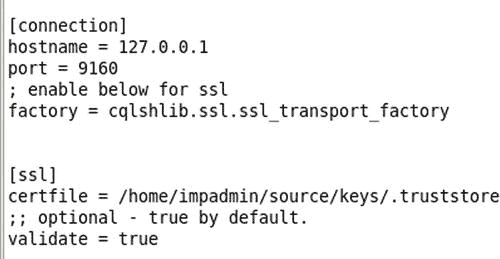 [connection]
hostname = 127.0.0.1
port = 9160
; enable below for ssl
factory = cqlshlib.ssl.ssl_transport_factory
[ssl]
certfile = /home/impadmin/source/keys/.truststore
;; optional - true by default.
validate = true